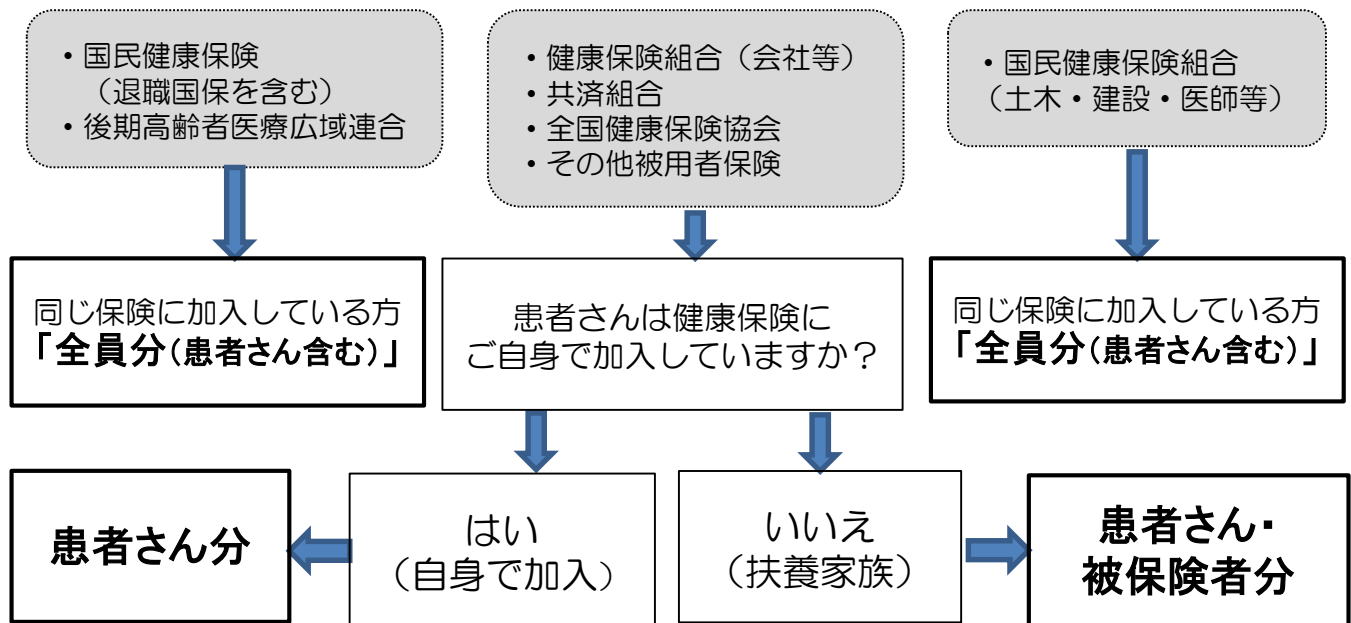 ・国民健康保険
（退職国保を含む）
・後期高齢者医療広域連合
・健康保険組合（会社等）
・共済組合
・全国健康保険協会
・その他被用者保険
・国民健康保険組合
（土木・建設・医師等）
同じ保険に加入している方
「全員分（患者さん含む）」
患者さんは健康保険に
ご自身で加入していますか？
同じ保険に加入している方
「全員分（患者さん含む）」
患者さん分
はい
（自身で加入）
いいえ
（扶養家族）
患者さん・
被保険者分